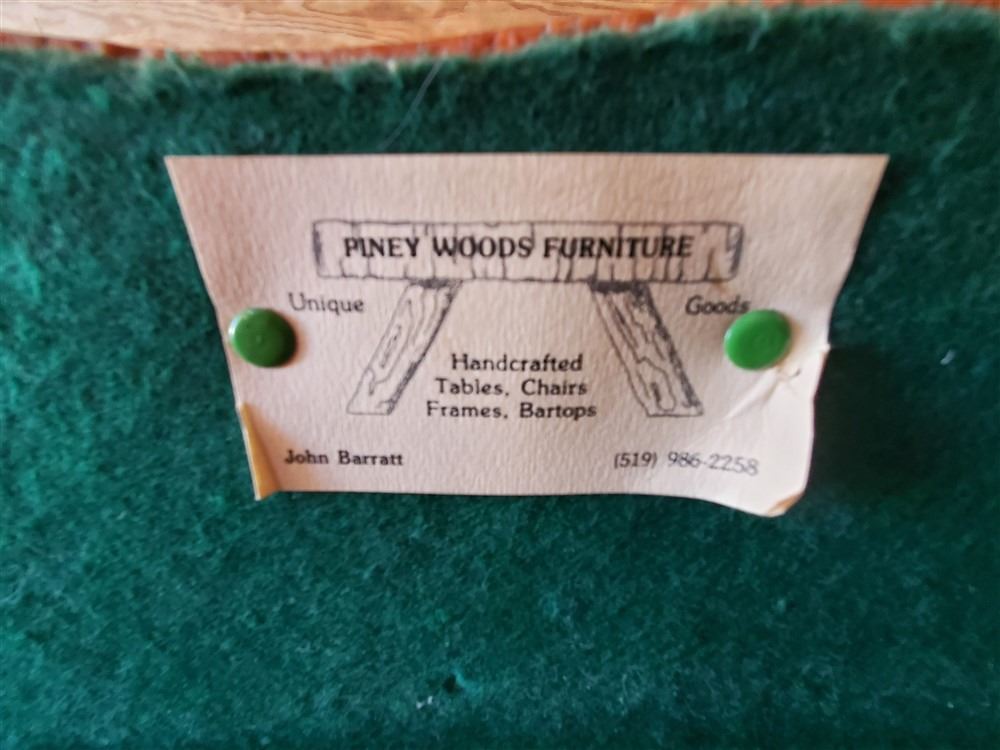 PINEY WOODS FURNITURE
Unique Goods
Handcrafted
Tables, Chairs
Frames, Bartops
John Barratt (519) 986-2258